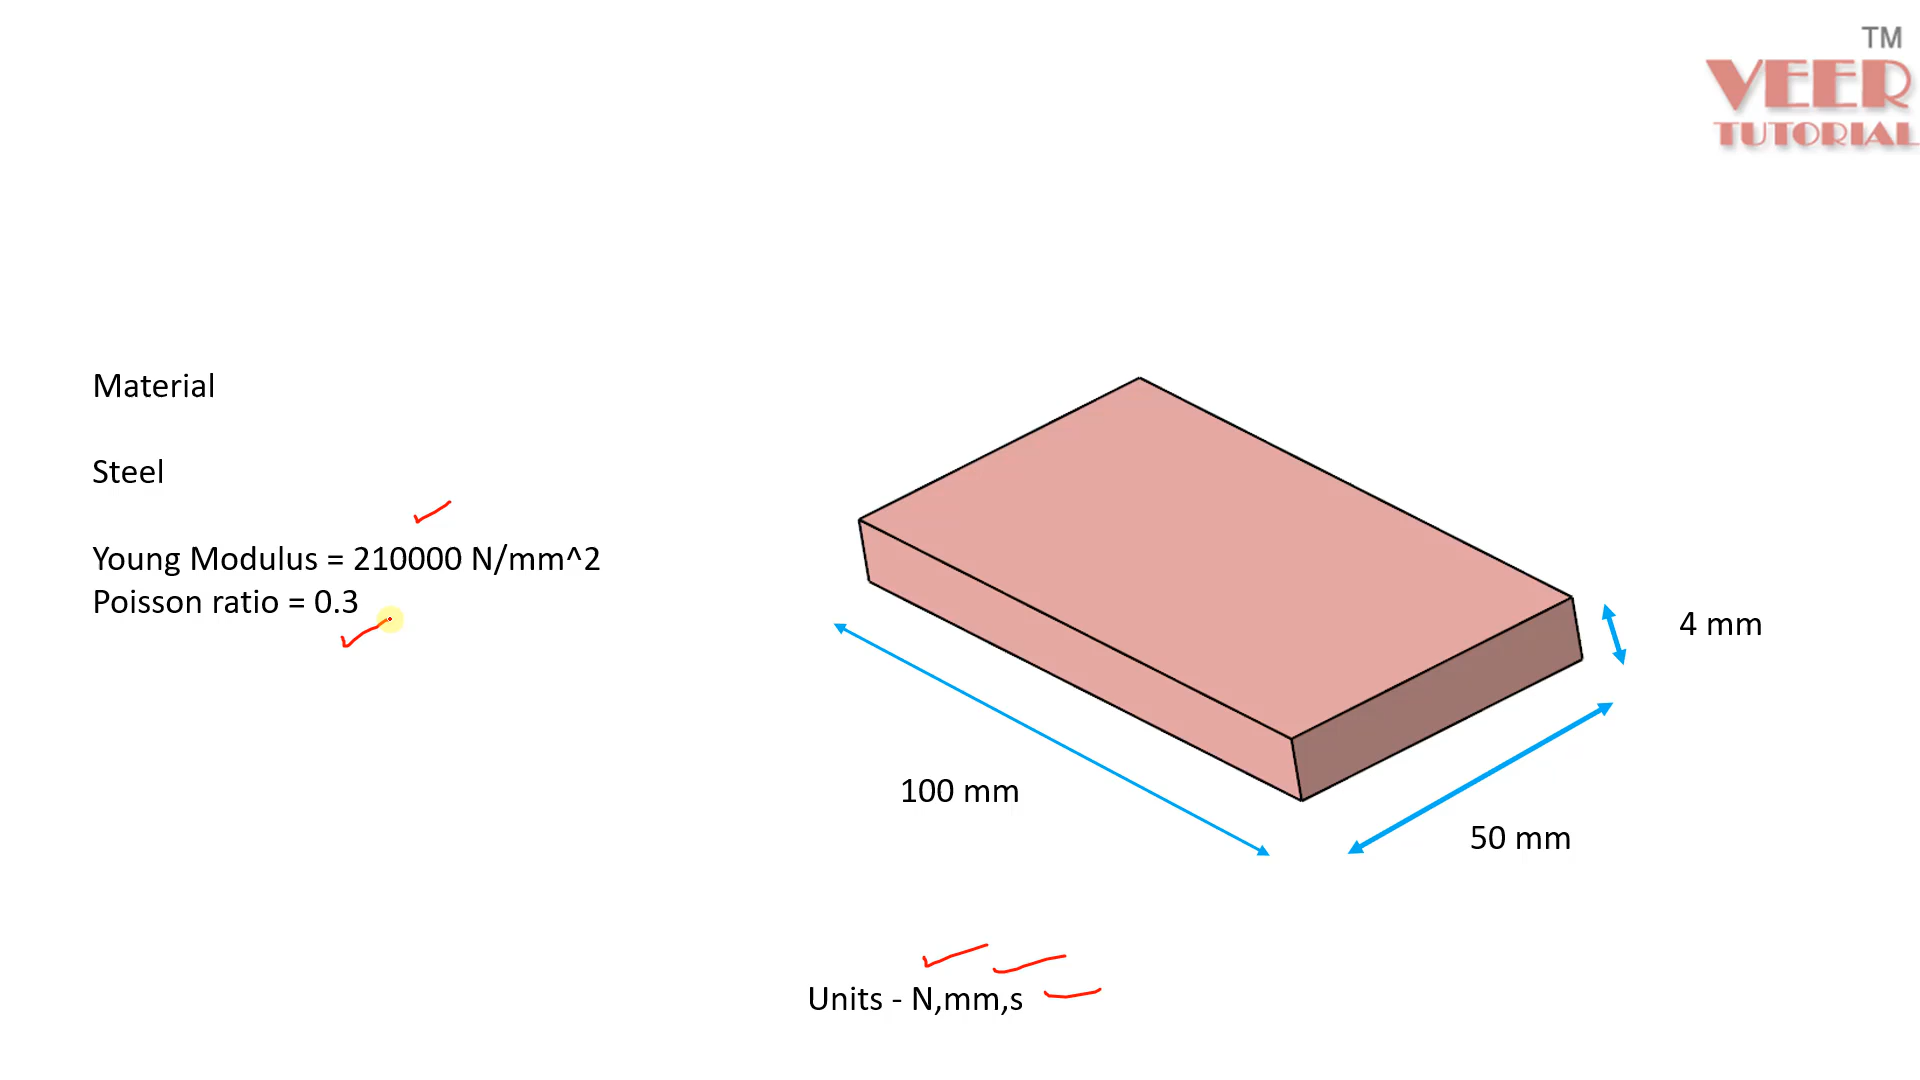 TM
VEER
TUTORIAL
Material
Steel
Young Modulus = 210000 N/mm^2
Poisson ratio = 0.3
4 mm
100 mm
50 mm
Units - N,mm,s